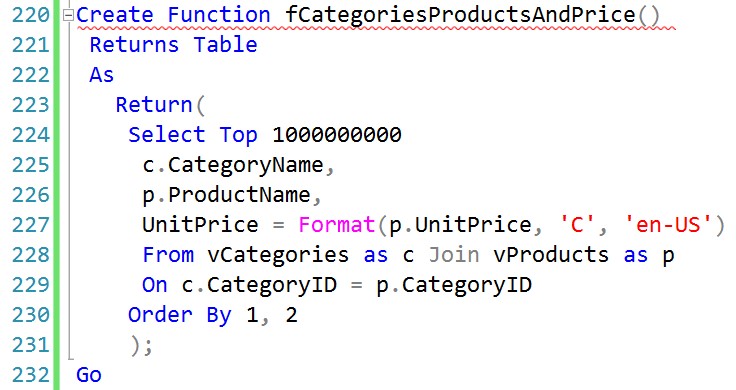 220 Create Function fCategoriesProductsAndPrice()
221 Returns Table
222 As
223 Return(
224 Select Top 1000000000
225 c.CategoryName,
226 p.ProductName,
227 UnitPrice = Format(p.UnitPrice, 'C', 'en-US')
228 From vCategories as c Join vProducts as p
229 On c.CategoryID = p.CategoryID
230 Order By 1, 2
231 );
232 Go